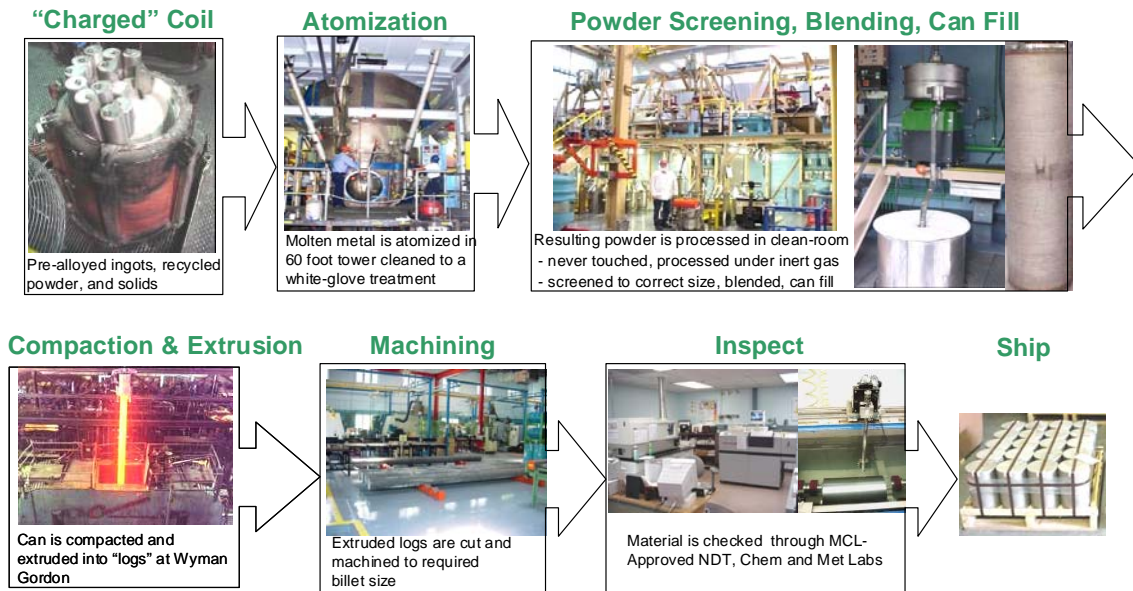 “Charged” Coil
Atomization
Powder Screening, Blending, Can Fill
Pre-alloyed ingots, recycled
powder, and solids
Molten metal is atomized in
60 foot tower cleaned to a
white-glove treatment
Resulting powder is processed in clean-room
- never touched, processed under inert gas
- screened to correct size, blended, can fill
Compaction & Extrusion
Machining
Inspect
Ship
Can is compacted and
extruded into “logs” at Wyman
Gordon
Extruded logs are cut and
machined to required
billet size
Material is checked through MCL-
Approved NDT, Chem and Met Labs